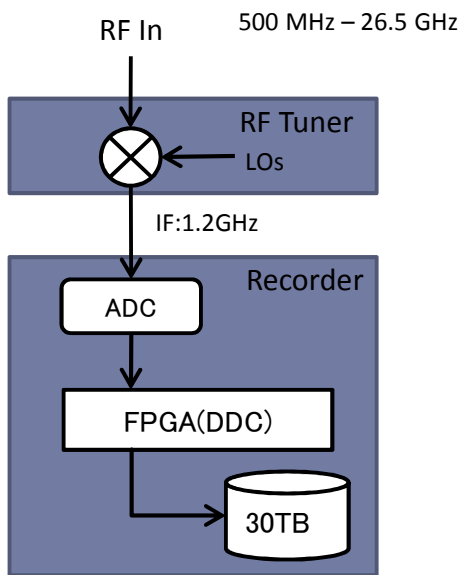 RF In
500 MHz – 26.5 GHz
RF Tuner
LOs
IF:1.2GHz
Recorder
ADC
FPGA(DDC)
30TB